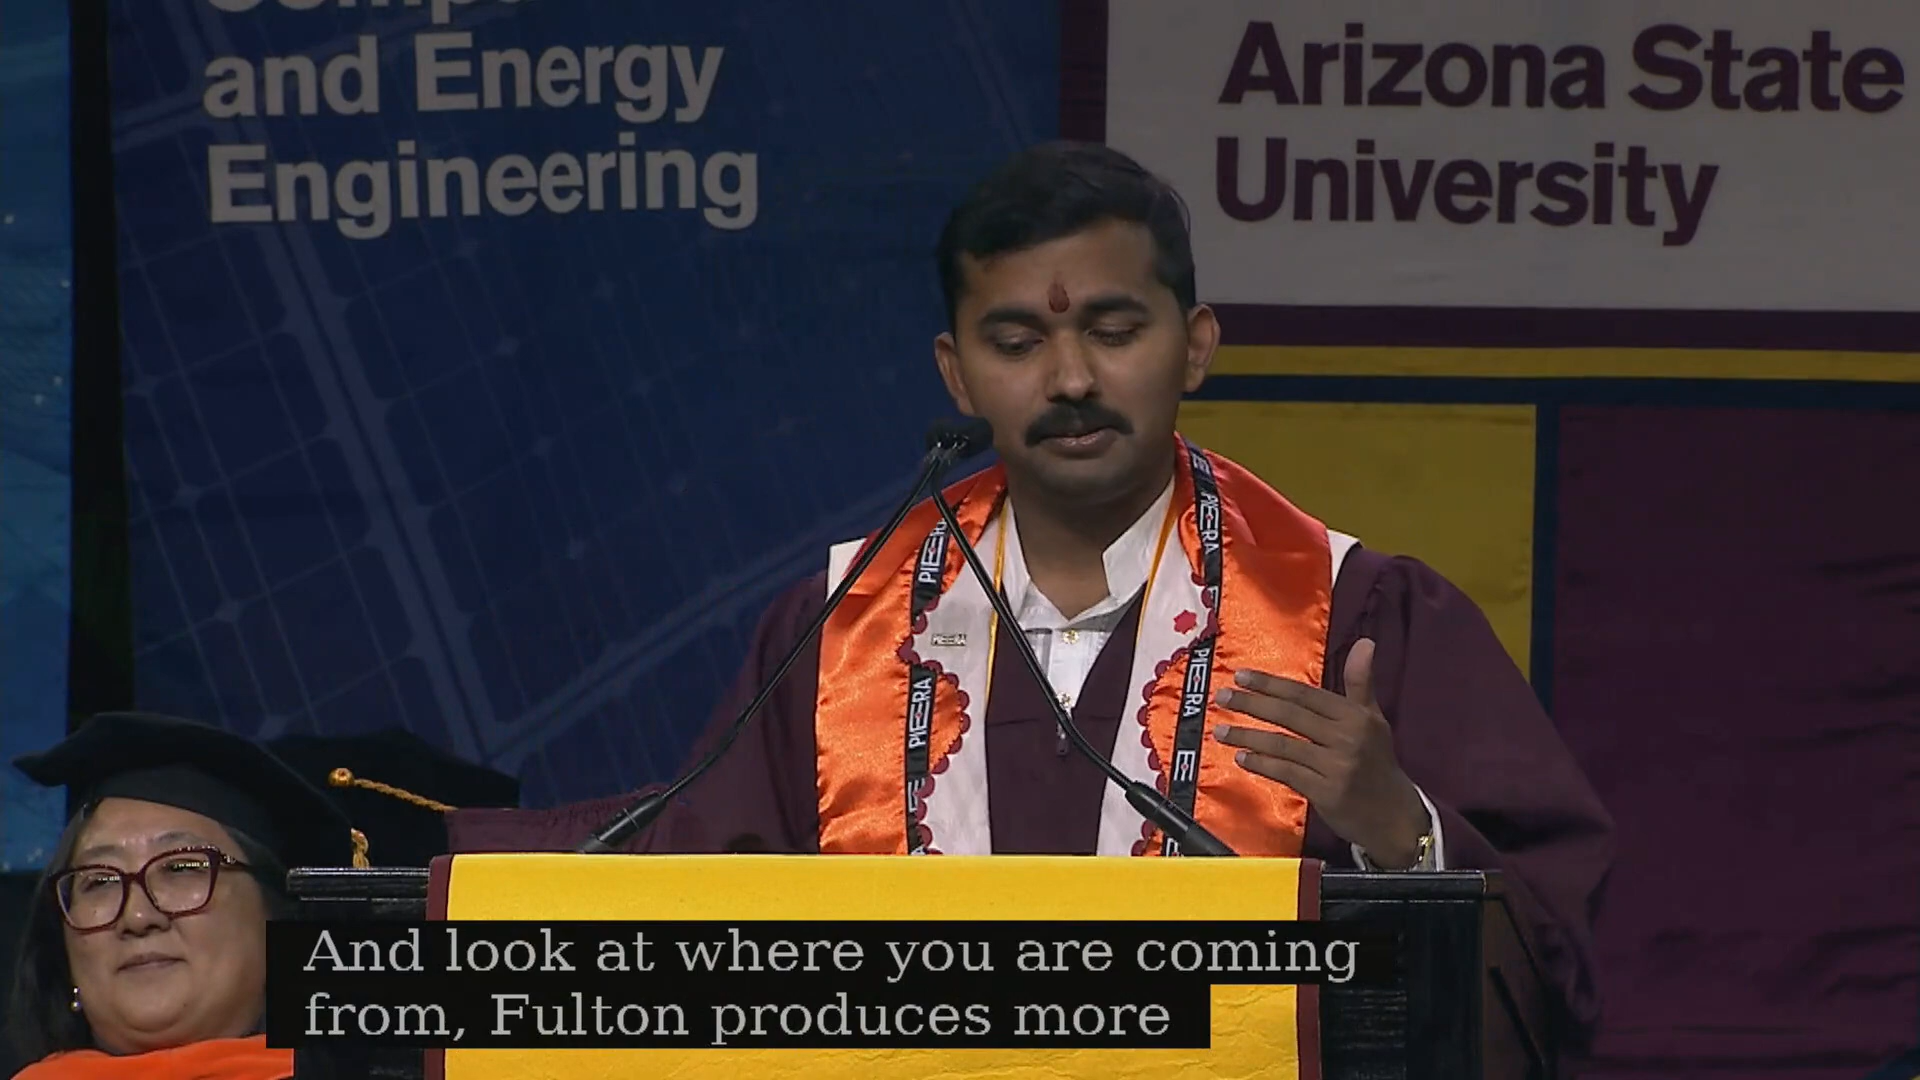 and Energy
Engineering
Arizona State
University
PIERA
PIERA
PIERA
PIERA
And look at where you are coming
from, Fulton produces more